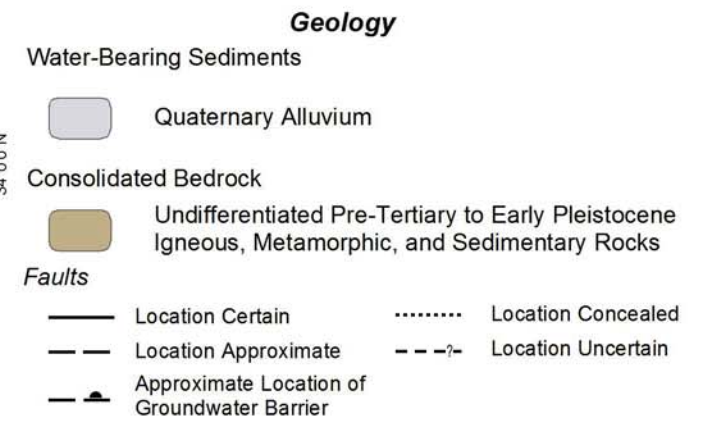 Geology
Water-Bearing Sediments
Quaternary Alluvium
Consolidated Bedrock
Undifferentiated Pre-Tertiary to Early Pleistocene
Igneous, Metamorphic, and Sedimentary Rocks
Faults
Location Certain
Location Concealed
Location Approximate
-?-
Location Uncertain
Approximate Location of
Groundwater Barrier